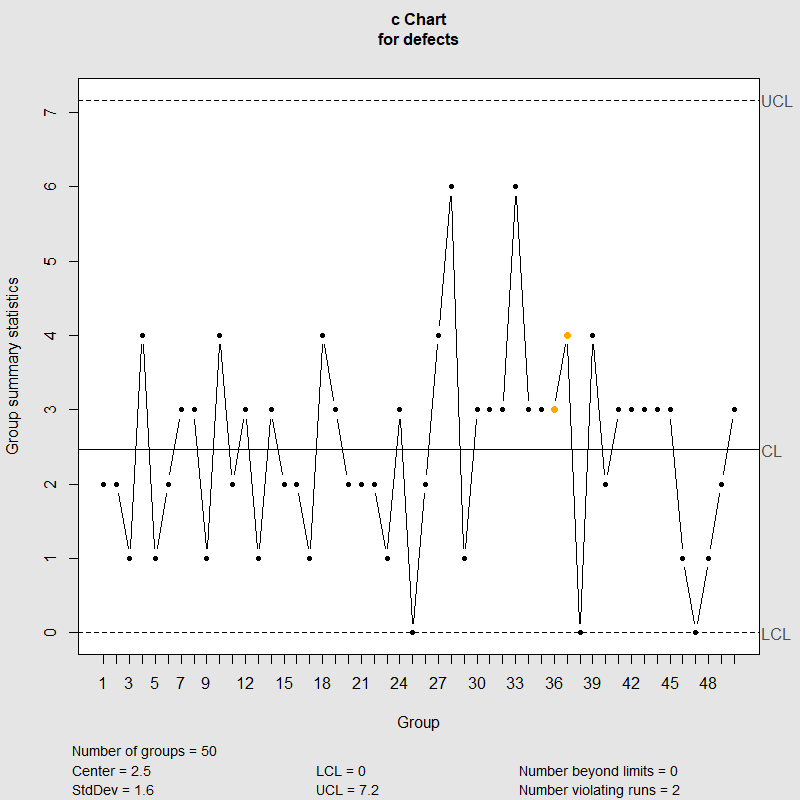 c Chart
for defects
UCL
7
6
5
4
3
CL
2
1
0
LCL
Group summary statistics
1 3 5 7 9 12 15 18 21 24 27 30 33 36 39 42 45 48
Group
Number of groups = 50
Center = 2.5 LCL = 0 Number beyond limits = 0
StdDev = 1.6 UCL = 7.2 Number violating runs = 2